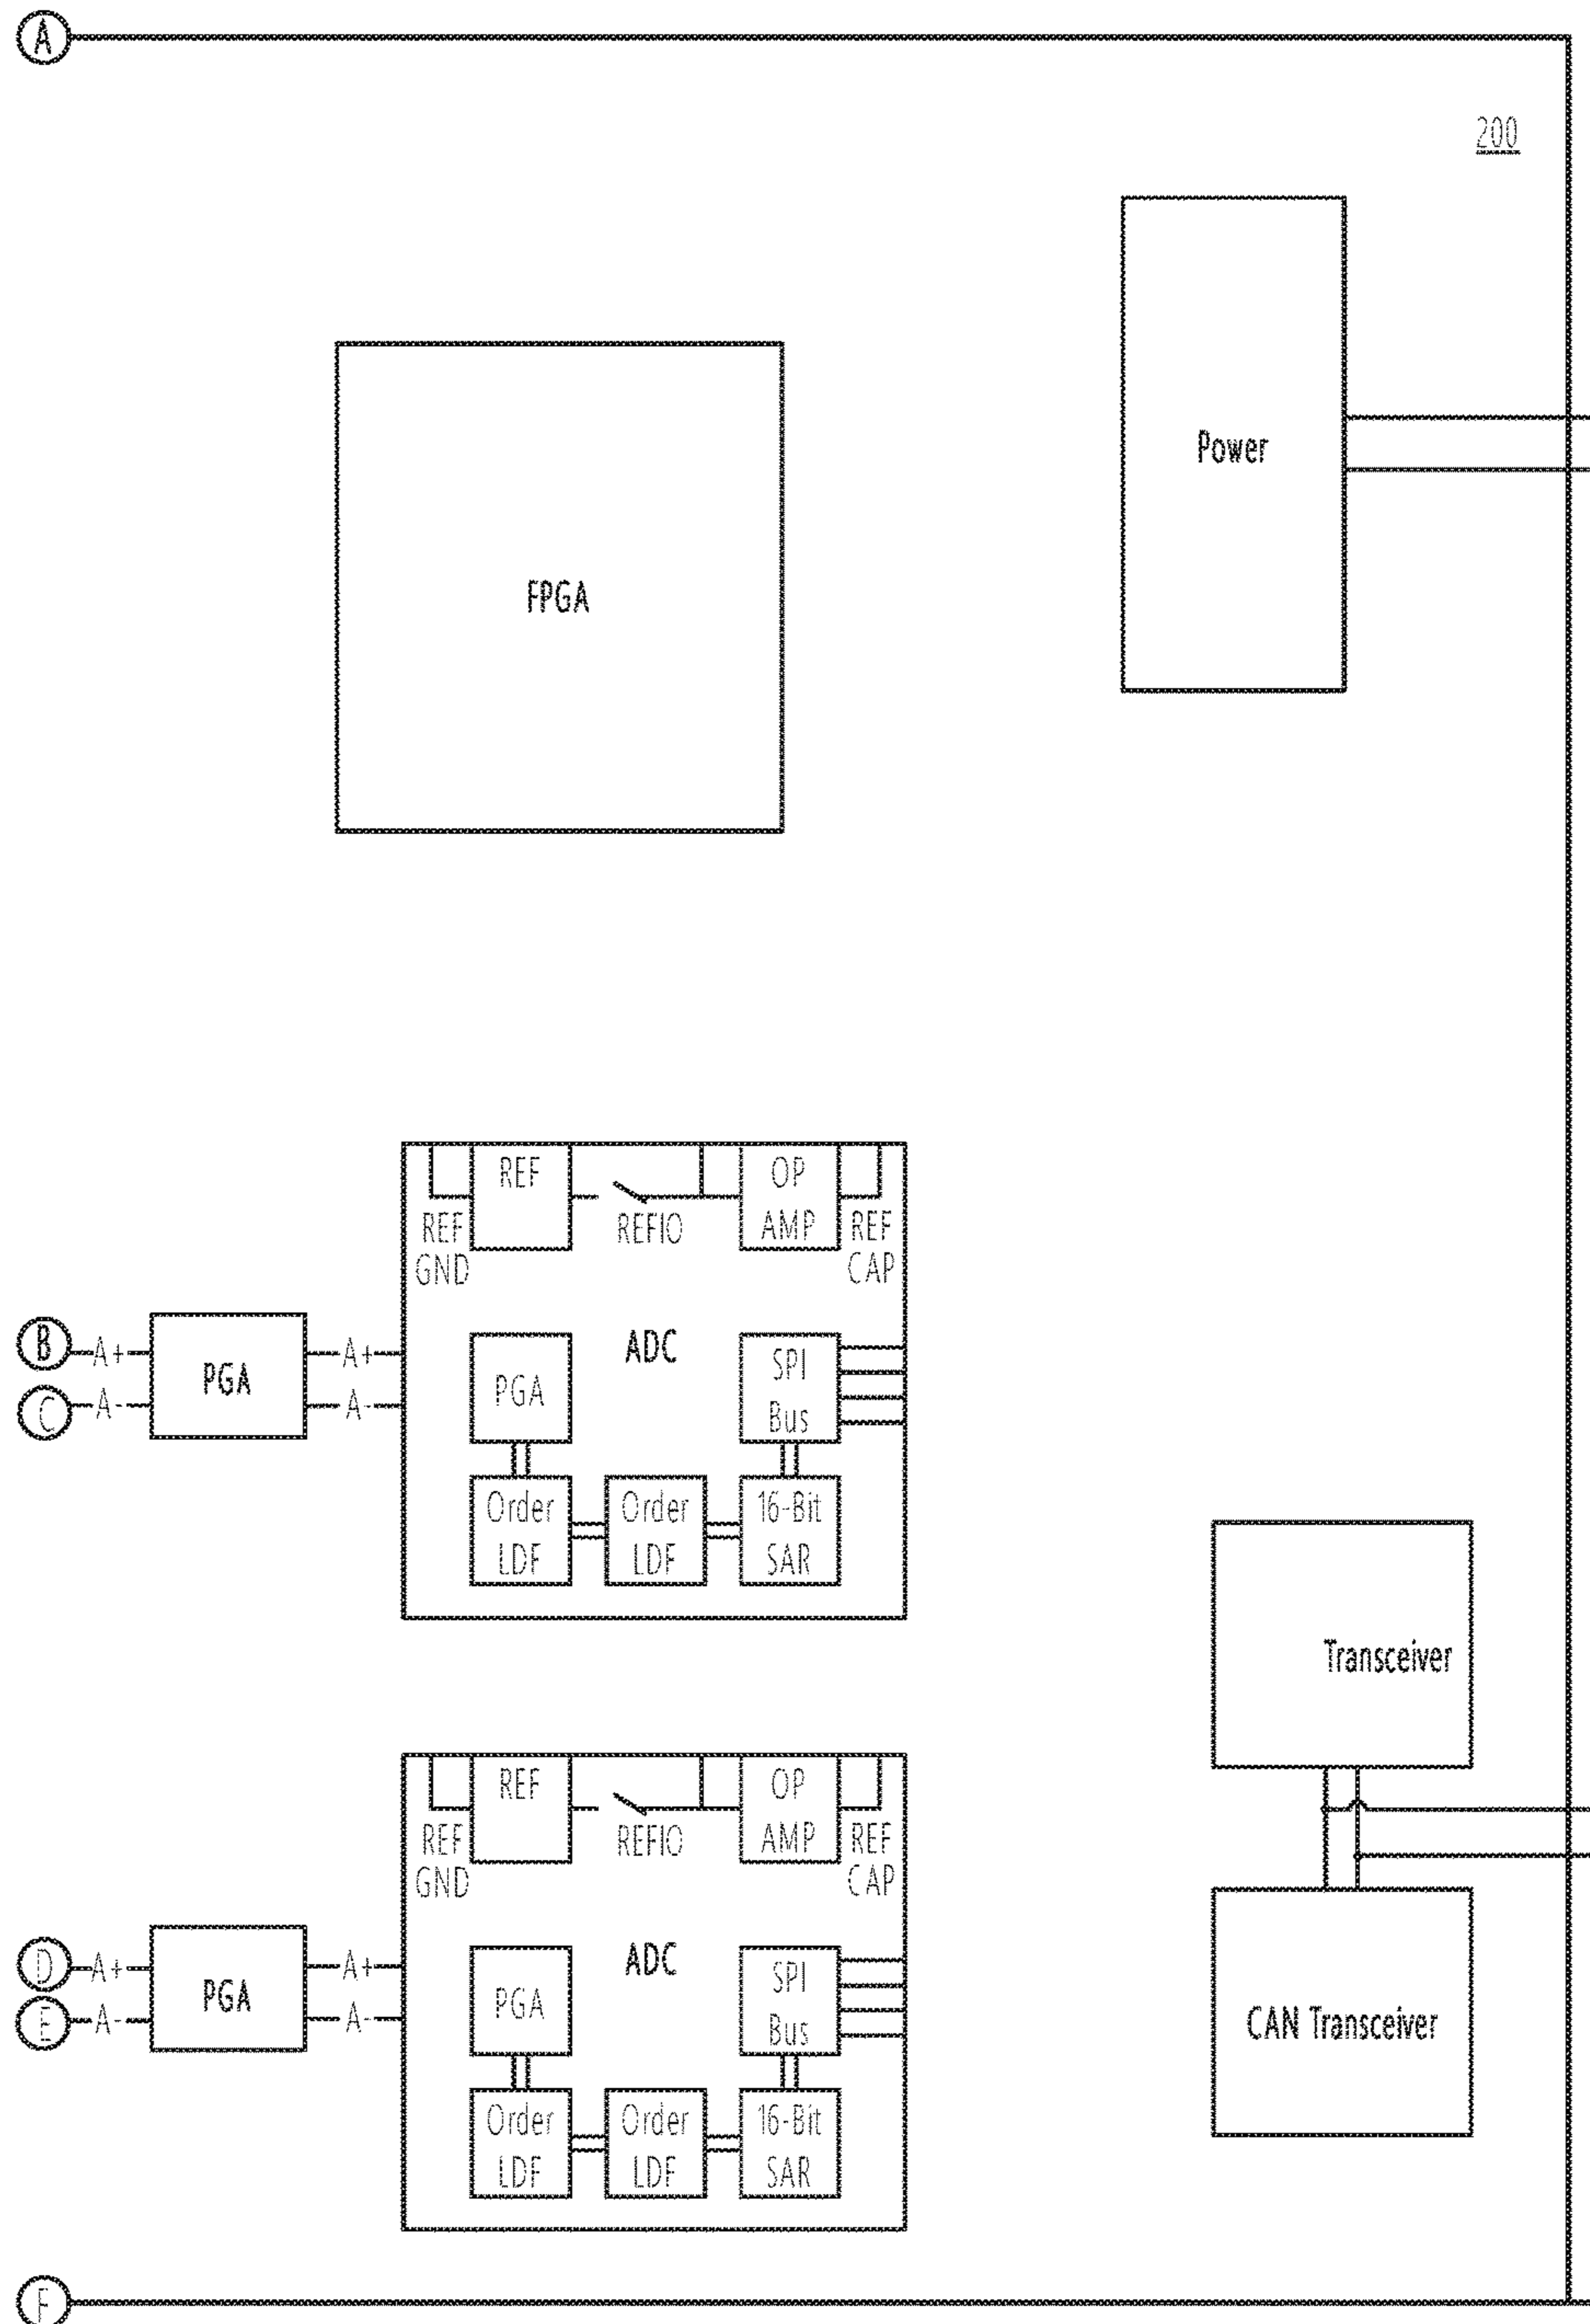 A
200
Power
FPGA
REF
OP
AMP
REF
GND
REFIO
REF
CAP
B
A+
PGA
A+
C
A-
A-
ADC
PGA
SPI
Bus
Order
LDF
Order
LDF
16-Bit
SAR
Transceiver
REF
OP
AMP
REF
GND
REFIO
REF
CAP
D
A+
PGA
A+
E
A-
A-
ADC
PGA
SPI
Bus
CAN Transceiver
Order
LDF
Order
LDF
16-Bit
SAR
F